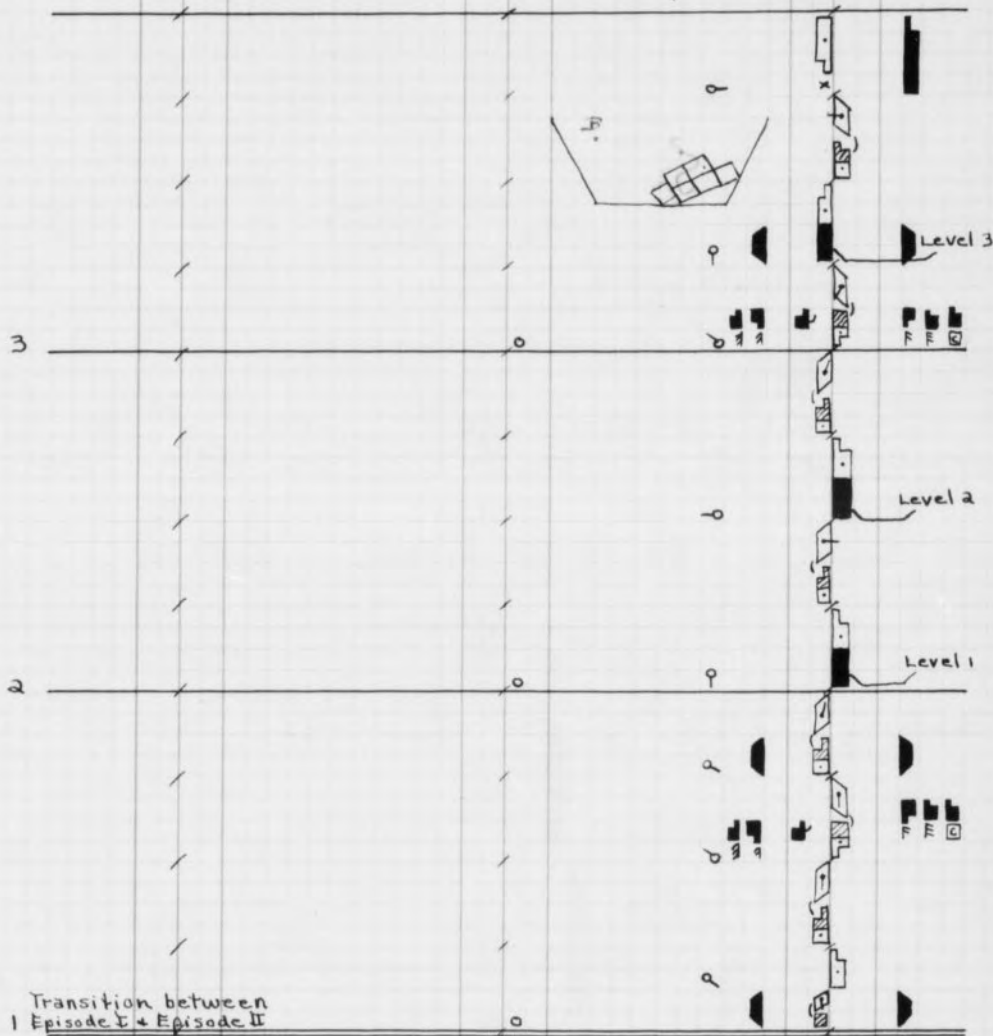 Level 3
3
Level 2
2
Level 1
Transition between
1 Episode I + Episode II